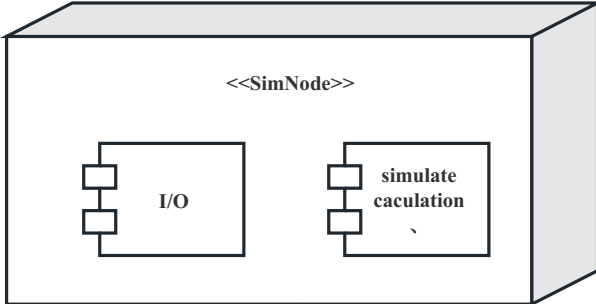 <<SimNode>>
I/O
simulate
caculation
、